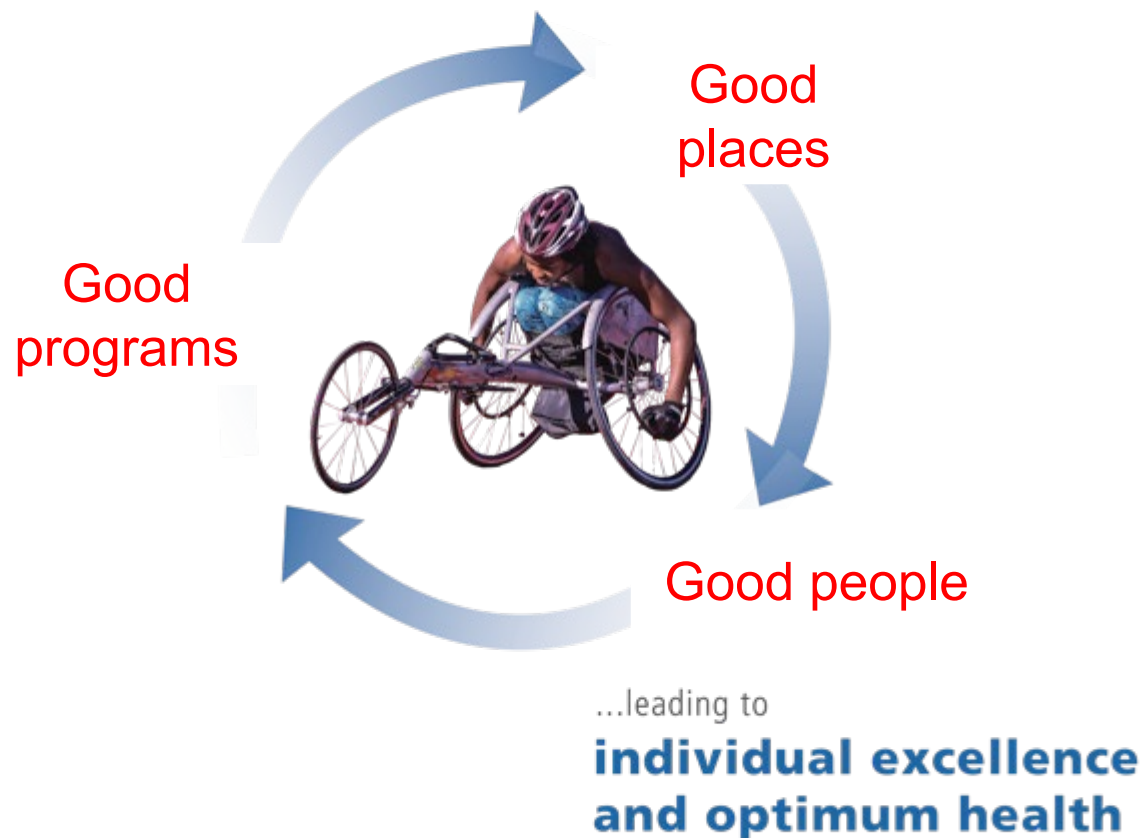 Good
places
Good
programs
Good people
...leading to
individual excellence
and optimum health